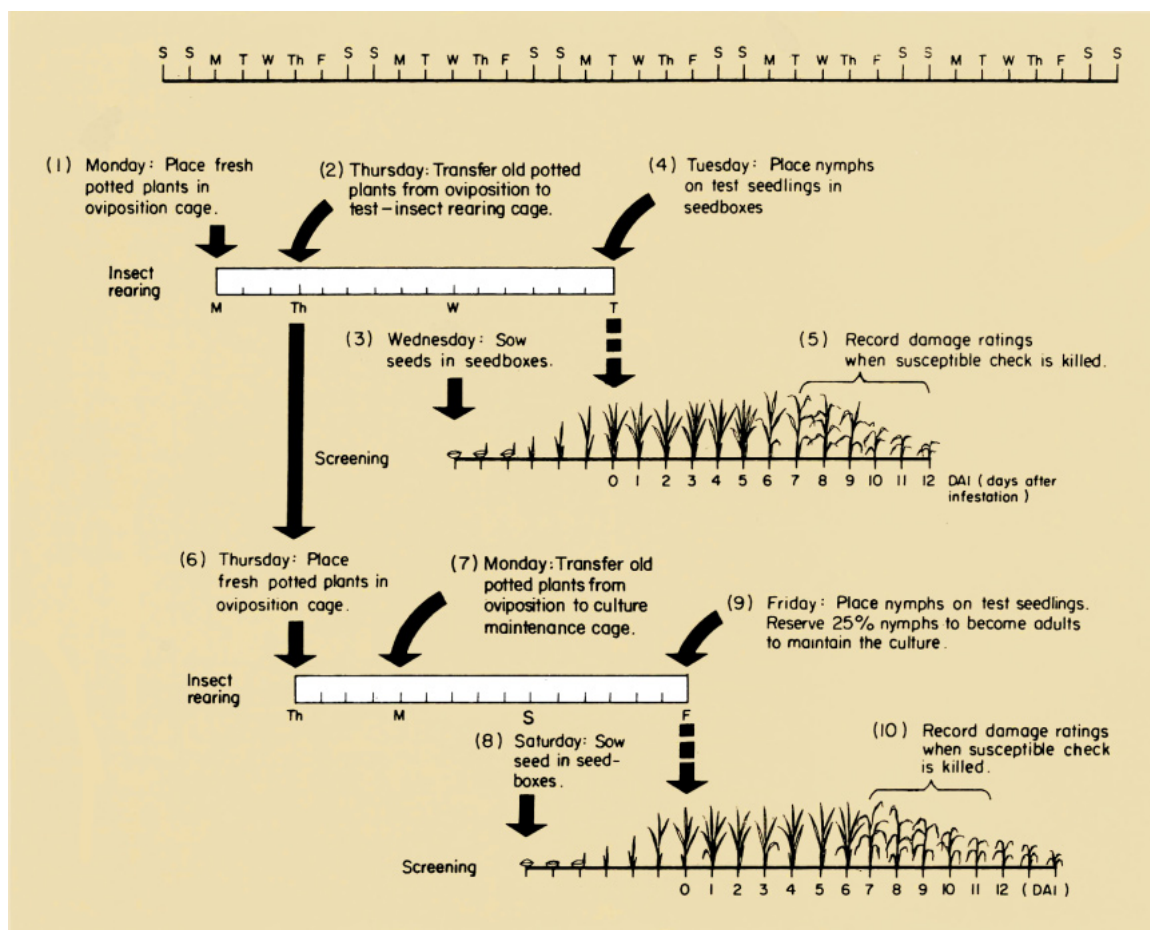 S S M T W Th F S S M T W Th F S S M T W Th F S S M T W Th F S S M T W Th F S S
(1) Monday: Place fresh
potted plants in
oviposition cage.
(2) Thursday: Transfer old potted
plants from oviposition to
test-insect rearing cage.
(4) Tuesday: Place nymphs
on test seedlings in
seedboxes
Insect
rearing
M Th W T
(3) Wednesday: Sow
seeds in seedboxes.
(5) Record damage ratings
when susceptible check is killed.
Screening
0 1 2 3 4 5 6 7 8 9 10 11 12 DAI (days after
infestation)
(6) Thursday: Place
fresh potted plants in
oviposition cage.
(7) Monday: Transfer old
potted plants from
oviposition to culture
maintenance cage.
(9) Friday: Place nymphs on test seedlings.
Reserve 25% nymphs to become adults
to maintain the culture.
Insect
rearing
Th M S F
(8) Saturday: Sow
seed in seed-
boxes.
(10) Record damage ratings
when susceptible check
is killed.
Screening
0 1 2 3 4 5 6 7 8 9 10 11 12 (DAI)